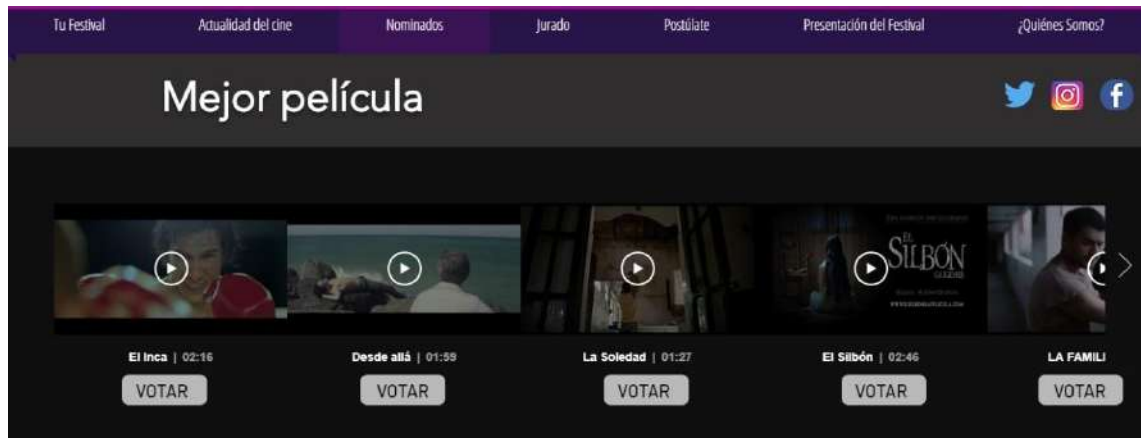 Tu Festival Actualidad del cine Nominados Jurado Postúlate Presentación del Festival ¿Quiénes Somos?
Mejor película
EL
SILBÓN
WWW.
El Inca | 02:16 Desde allá | 01:59 La Soledad | 01:27 El Silbón | 02:46 LA FAMILI
VOTAR VOTAR VOTAR VOTAR VOTAR